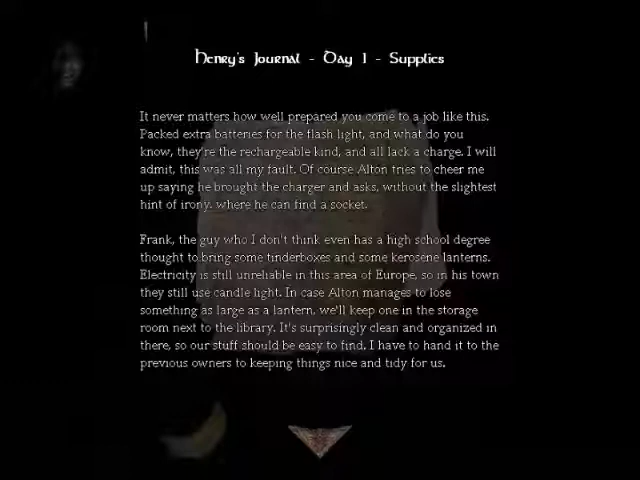 Henry's Journal - Day 1 - Supplies
It never matters how well prepared you come to a job like this.
Packed extra batteries for the flash light, and what do you
know, they're the rechargeable kind, and all lack a charge. I will
admit, this was all my fault. Of course Alton tries to cheer me
up saying he brought the charger and asks, without the slightest
hint of irony, where he can find a socket.
Frank, the guy who I don't think even has a high school degree
thought to bring some tinderboxes and some kerosene lanterns.
Electricity is still unreliable in this area of Europe, so in his town
they still use candle light. In case Alton manages to lose
something as large as a lantern, we'll keep one in the storage
room next to the library. It's surprisingly clean and organized in
there, so our stuff should be easy to find. I have to hand it to the
previous owners to keeping things nice and tidy for us.